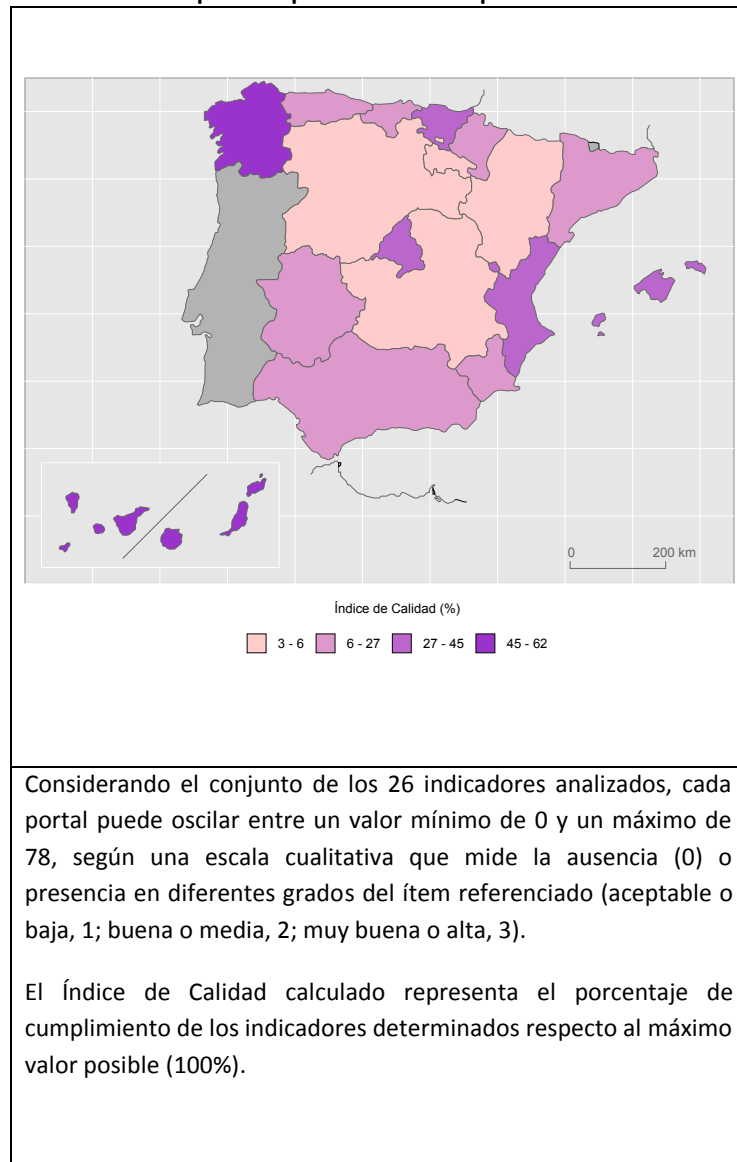 0 200 km
Índice de Calidad (%)
3 - 6 6 - 27 27 - 45 45 - 62
Considerando el conjunto de los 26 indicadores analizados, cada
portal puede oscilar entre un valor mínimo de 0 y un máximo de
78, según una escala cualitativa que mide la ausencia (0) o
presencia en diferentes grados del ítem referenciado (aceptable o
baja, 1; buena o media, 2; muy buena o alta, 3).
El Índice de Calidad calculado representa el porcentaje de
cumplimiento de los indicadores determinados respecto al máximo
valor posible (100%).